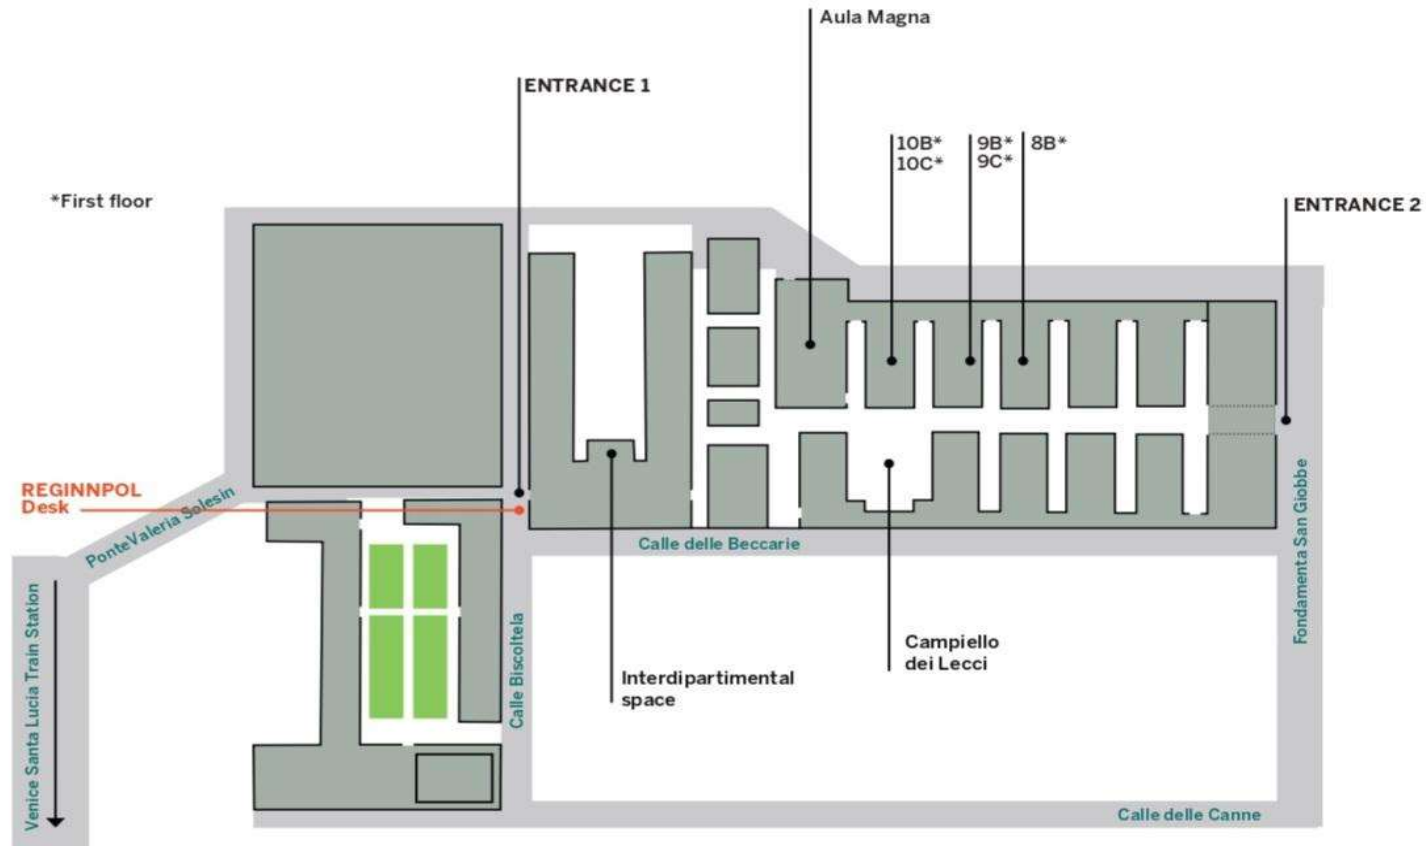 Aula Magna
ENTRANCE 1
10B*
10C*
9B*
9C*
8B*
*First floor
ENTRANCE 2
REGINNPOL
Desk
Ponte Valeria Solesin
Calle delle Beccarie
Fondamenta San Giobbe
Venice Santa Lucia Train Station
Calle Biscoltela
Campiello
dei Lecci
Interdipartimental
space
Calle delle Canne